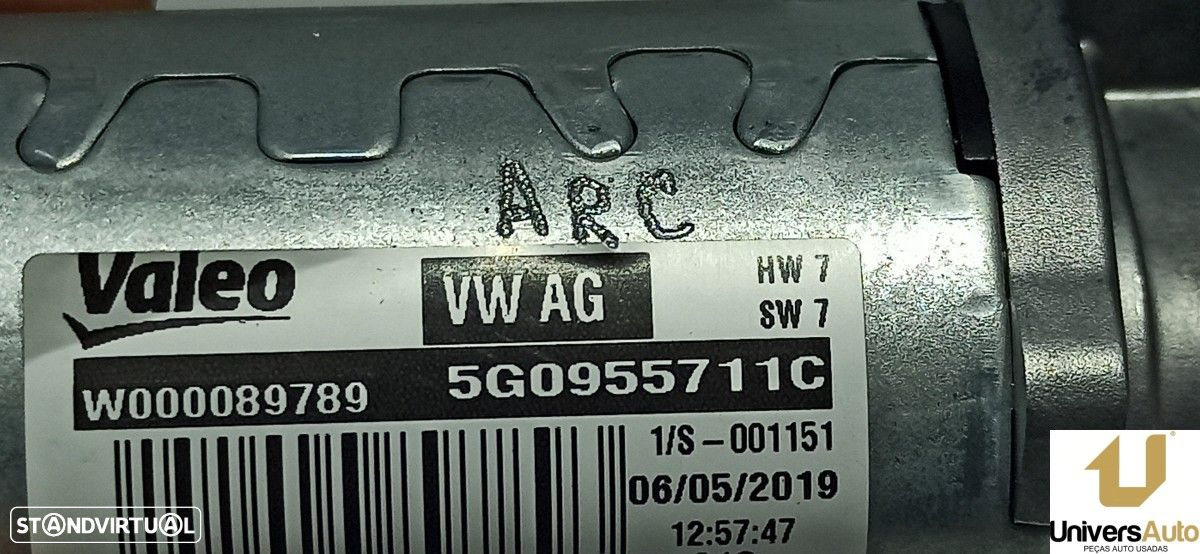 ARC
Valeo
VW AG
HW 7
SW 7
W000089789
5G0955711C
1/S-001151
06/05/2019
12:57:47
STANDVIRTUAL
UniversAuto
PEÇAS AUTO USADAS